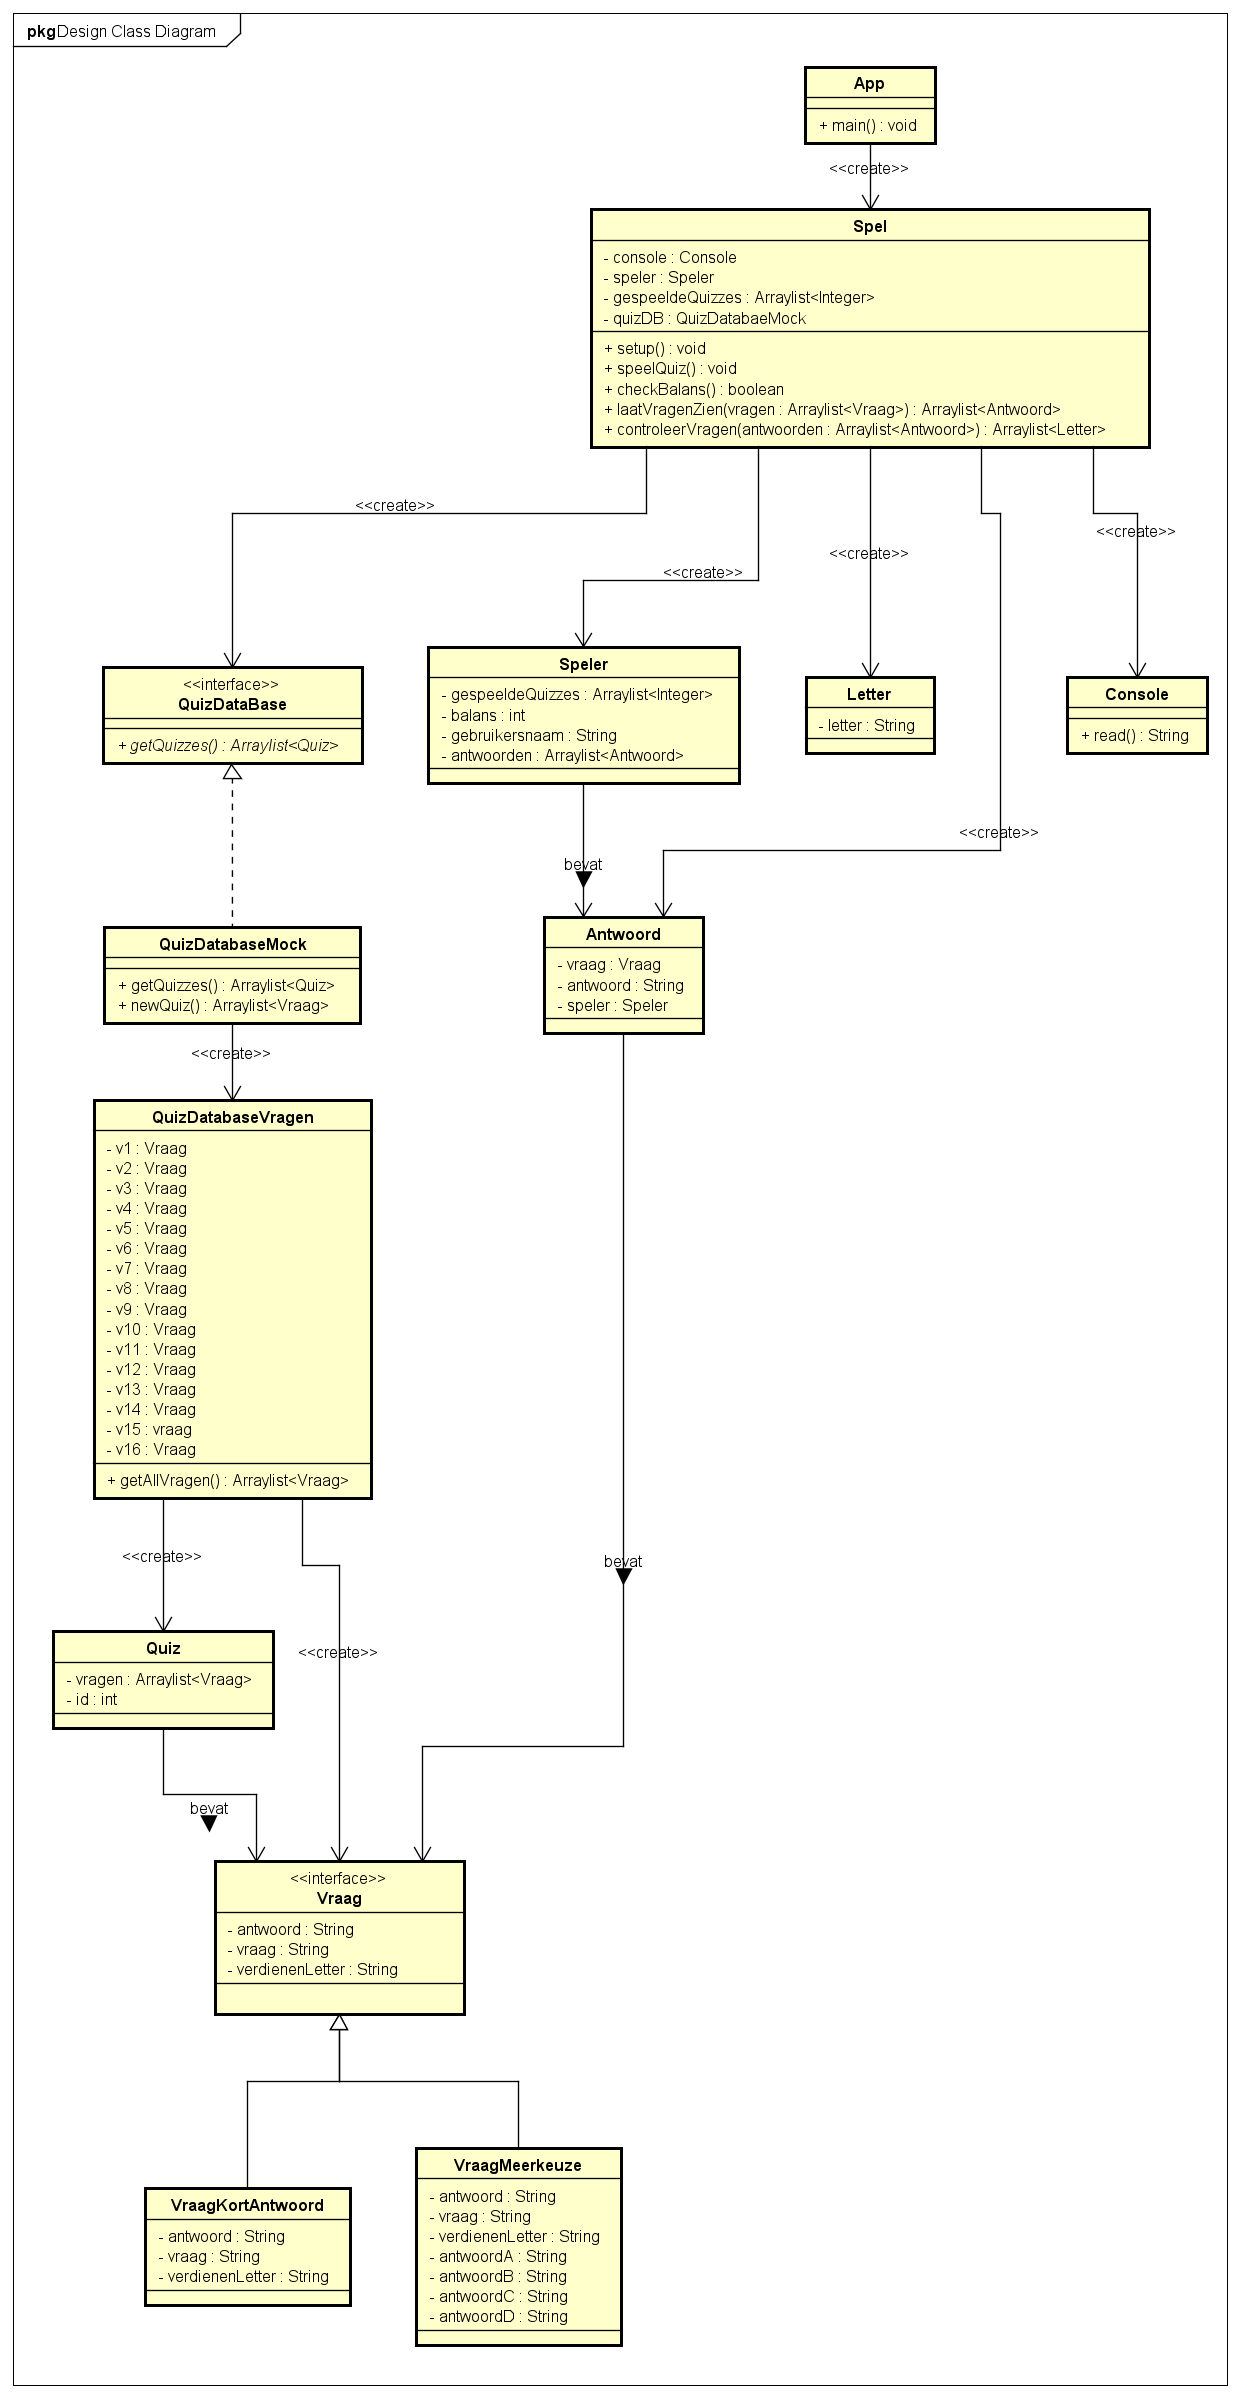 pkg Design Class Diagram
App
+ main() : void
<<create>>
Spel
- console : Console
- speler : Speler
- gespeeldeQuizzes : Arraylist<Integer>
- quizDB : QuizDatabaeMock
+ setup() : void
+ speelQuiz() : void
+ checkBalans() : boolean
+ laatVragenZien(vragen : Arraylist<Vraag>) : Arraylist<Antwoord>
+ controleerVragen(antwoorden : Arraylist<Antwoord>) : Arraylist<Letter>
<<create>>
<<create>>
<<create>>
<<create>>
<<create>>
<<interface>>
QuizDataBase
+ getQuizzes() : Arraylist<Quiz>
Speler
- gespeeldeQuizzes : Arraylist<Integer>
- balans : int
- gebruikersnaam : String
- antwoorden : Arraylist<Antwoord>
Letter
- letter : String
Console
+ read() : String
bevat
QuizDatabaseMock
+ getQuizzes() : Arraylist<Quiz>
+ newQuiz() : Arraylist<Vraag>
Antwoord
- vraag : Vraag
- antwoord : String
- speler : Speler
<<create>>
QuizDatabaseVragen
- v1 : Vraag
- v2 : Vraag
- v3 : Vraag
- v4 : Vraag
- v5 : Vraag
- v6 : Vraag
- v7 : Vraag
- v8 : Vraag
- v9 : Vraag
- v10 : Vraag
- v11 : Vraag
- v12 : Vraag
- v13 : Vraag
- v14 : Vraag
- v15 : vraag
- v16 : Vraag
+ getAllVragen() : Arraylist<Vraag>
<<create>>
bevat
<<create>>
Quiz
- vragen : Arraylist<Vraag>
- id : int
bevat
<<interface>>
Vraag
- antwoord : String
- vraag : String
- verdienenLetter : String
VraagKortAntwoord
- antwoord : String
- vraag : String
- verdienenLetter : String
VraagMeerkeuze
- antwoord : String
- vraag : String
- verdienenLetter : String
- antwoordA : String
- antwoordB : String
- antwoordC : String
- antwoordD : String